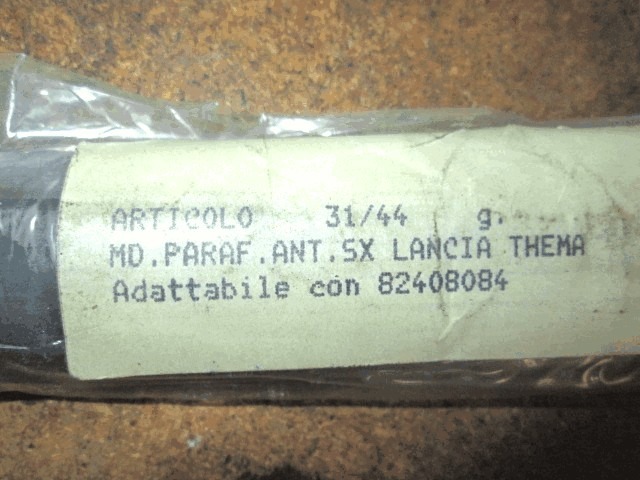 ARTICOLO 31/44 g.
MD.PARAF.ANT.SX LANCIA THEMA
Adattabile con 82408084